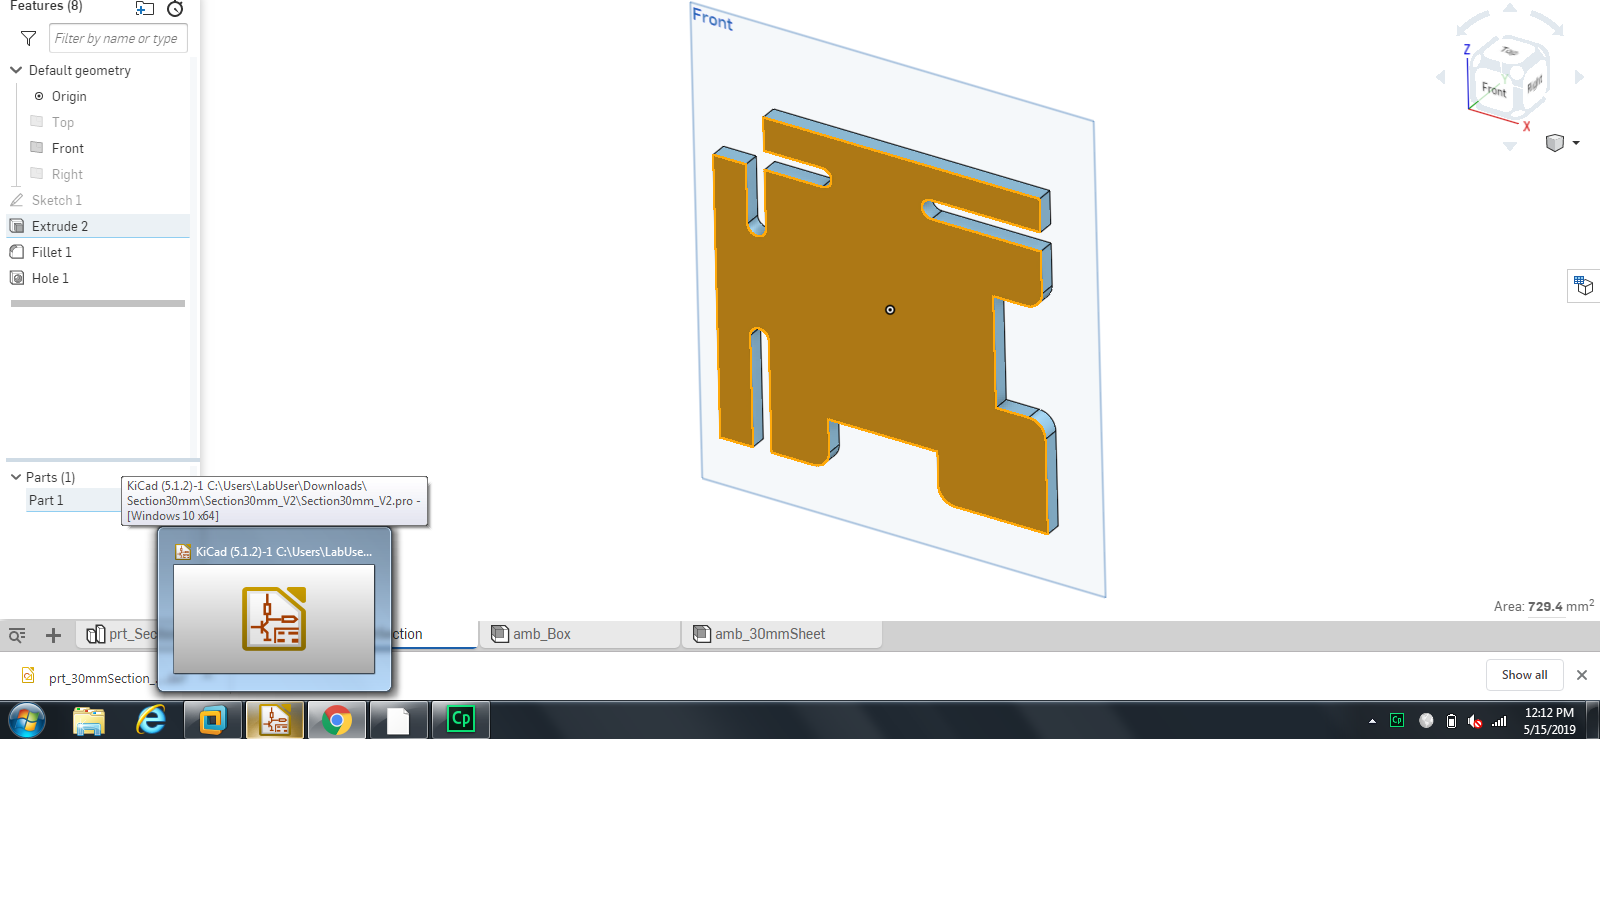 Features (8)
Filter by name or type
Default geometry
Origin
Top
Front
Right
Sketch 1
Extrude 2
Fillet 1
Hole 1
Parts (1)
Part 1
Front
Z
Top
Front
Right
Y
X
Area: 729.4 mm²
KiCad (5.1.2)-1 C:\Users\LabUser\Downloads\
Section30mm\Section30mm_V2\Section30mm_V2.pro -
[Windows 10 x64]
KiCad (5.1.2)-1 C:\Users\LabUse...
prt_Sec
ction
amb_Box
amb_30mmSheet
prt_30mmSection_
Show all
Cp
Cp
12:12 PM
5/15/2019